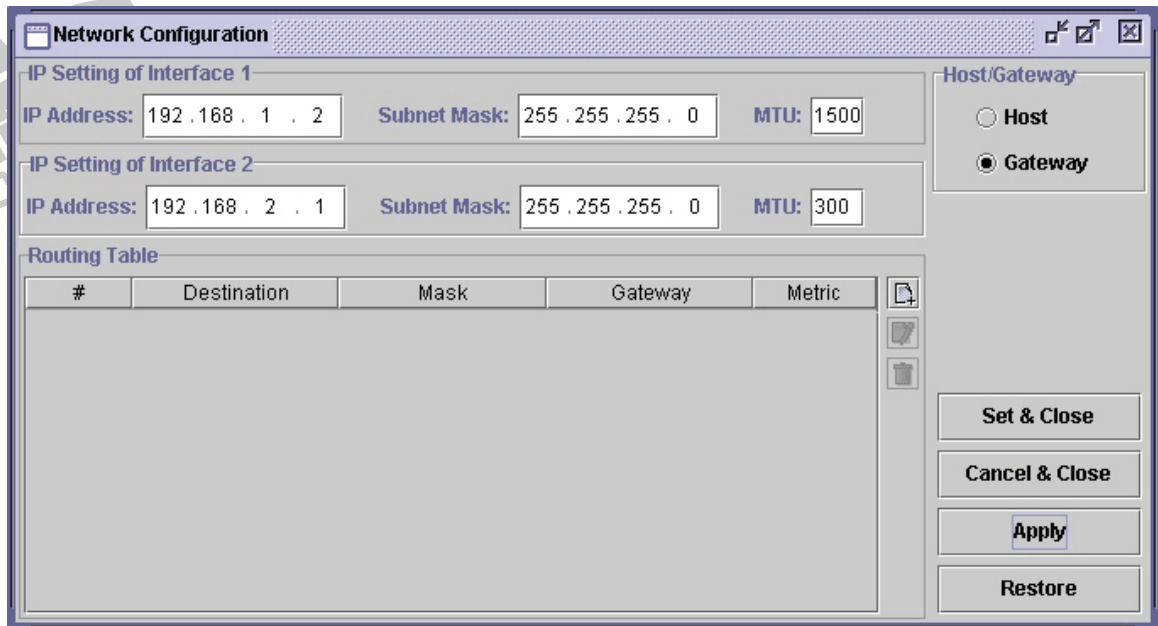 Network Configuration
IP Setting of Interface 1
IP Address: 192 . 168 . 1 . 2 Subnet Mask: 255 . 255 . 255 . 0 MTU: 1500
IP Setting of Interface 2
IP Address: 192 . 168 . 2 . 1 Subnet Mask: 255 . 255 . 255 . 0 MTU: 300
Host/Gateway
Host
Gateway
Routing Table
# Destination Mask Gateway Metric
Set & Close
Cancel & Close
Apply
Restore